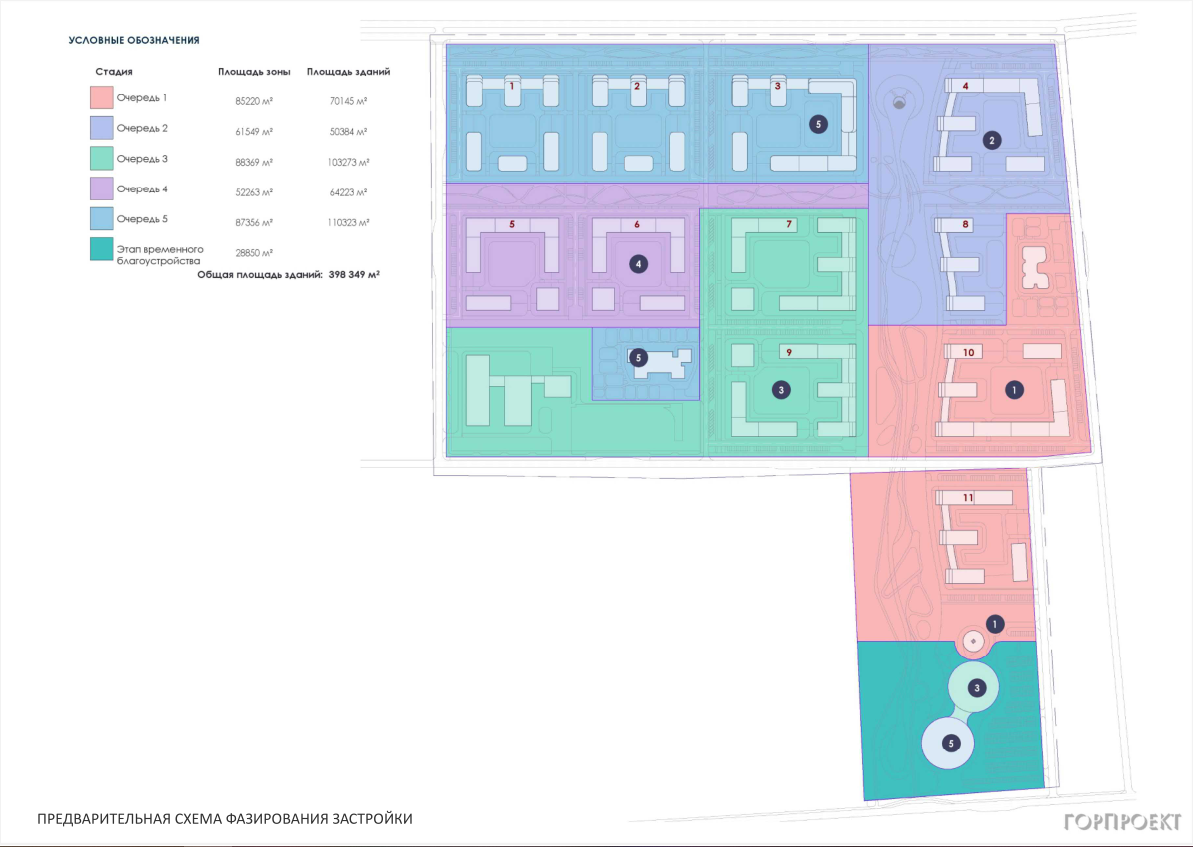 УСЛОВНЫЕ ОБОЗНАЧЕНИЯ
Стадия Площадь зоны Площадь зданий
Очередь 1 85220 м² 70145 м²
Очередь 2 61549 м² 50384 м²
Очередь 3 88369 м² 103273 м²
Очередь 4 52263 м² 64223 м²
Очередь 5 87356 м² 110323 м²
Этап временного
благоустройства 28850 м²
Общая площадь зданий: 398 349 м²
1 2 3 4
5 2
5 6 7 8
4
9 10
5 3 1
11
1
3
5
ПРЕДВАРИТЕЛЬНАЯ СХЕМА ФАЗИРОВАНИЯ ЗАСТРОЙКИ
ГОРПРОЕКТ